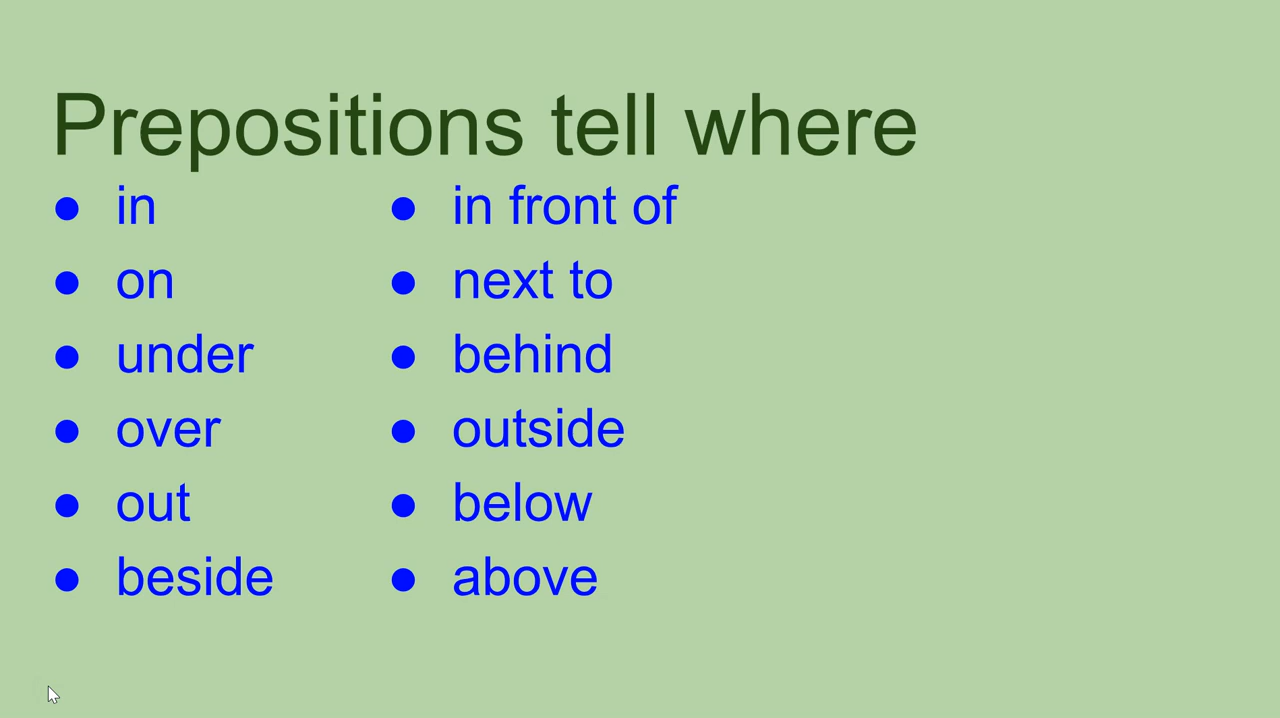 Prepositions tell where
● in
● on
● under
● over
● out
● beside
● in front of
● next to
● behind
● outside
● below
● above